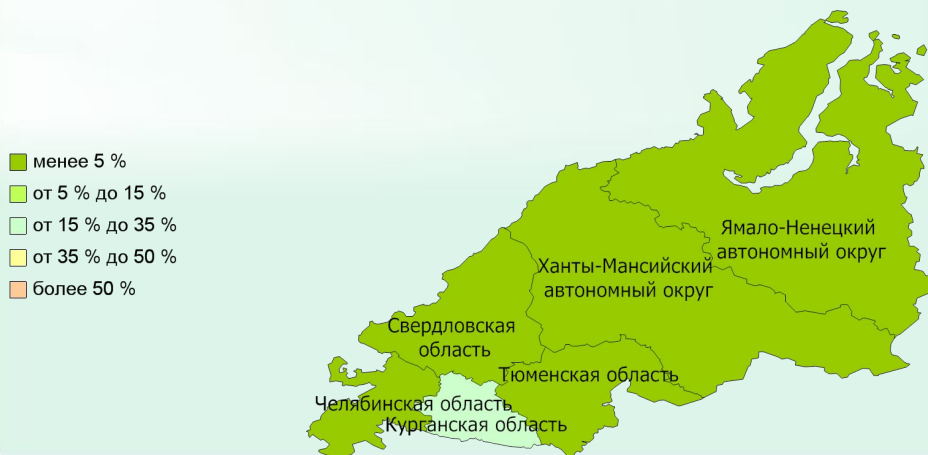 менее 5 %
от 5 % до 15 %
от 15 % до 35 %
от 35 % до 50 %
более 50 %
Ямало-Ненецкий
автономный округ
Ханты-Мансийский
автономный округ
Свердловская
область
Тюменская область
Челябинская область
Курганская область